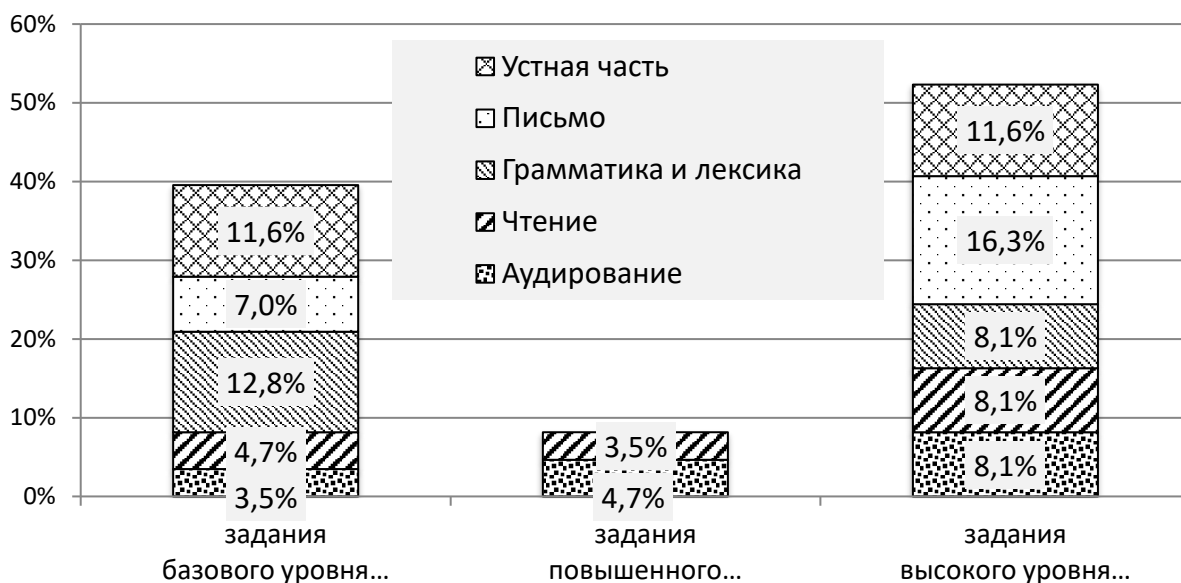 60%
50%
40%
30%
20%
10%
0%
Устная часть
Письмо
Грамматика и лексика
Чтение
Аудирование
11,6%
7,0%
12,8%
4,7%
3,5%
3,5%
4,7%
11,6%
16,3%
8,1%
8,1%
8,1%
задания
базового уровня...
задания
повышенного...
задания
высокого уровня...